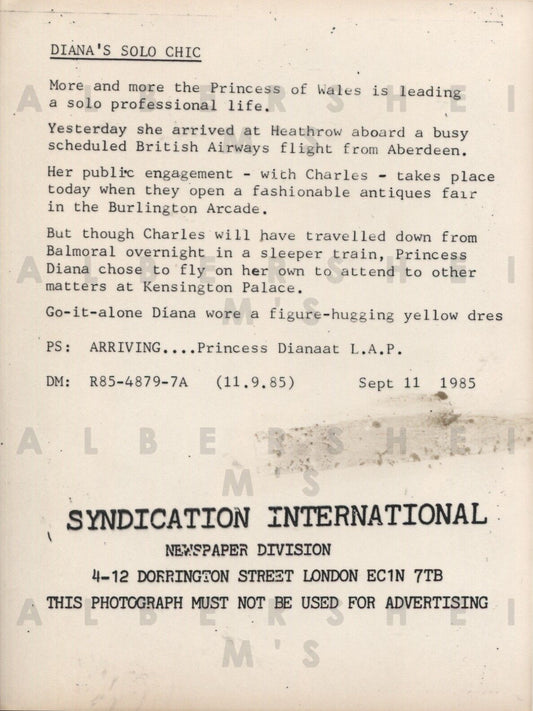 DIANA'S SOLO CHIC
More and more the Princess of Wales is leading
a solo professional life.
Yesterday she arrived at Heathrow aboard a busy
scheduled British Airways flight from Aberdeen.
Her public engagement - with Charles - takes place
today when they open a fashionable antiques fair
in the Burlington Arcade.
But though Charles will have travelled down from
Balmoral overnight in a sleeper train, Princess
Diana chose to fly on her own to attend to other
matters at Kensington Palace.
Go-it-alone Diana wore a figure-hugging yellow dres
PS: ARRIVING....Princess Dianaat L.A.P.
DM: R85-4879-7A (11.9.85) Sept 11 1985
SYNDICATION INTERNATIONAL
NEWSPAPER DIVISION
4-12 DORRINGTON STREET LONDON EC1N 7TB
THIS PHOTOGRAPH MUST NOT BE USED FOR ADVERTISING
ALBERSHEI
M'S
ALBERSHEI
M'S
ALBERSHEI
M'S
ALBERSHEI
M'S